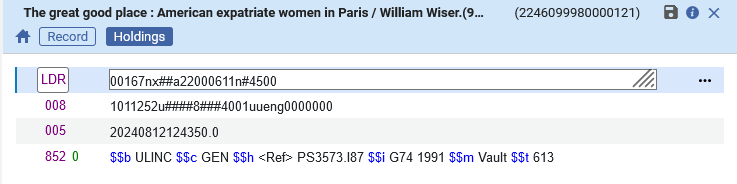 The great good place : American expatriate women in Paris / William Wiser.(9… (2246099980000121)
Record Holdings
LDR 00167nx##a22000611n#4500
008 1011252u####8###4001uueng0000000
005 20240812124350.0
852 0 $$b ULINC $$c GEN $$h <Ref> PS3573.I87 $$i G74 1991 $$m Vault $$t 613